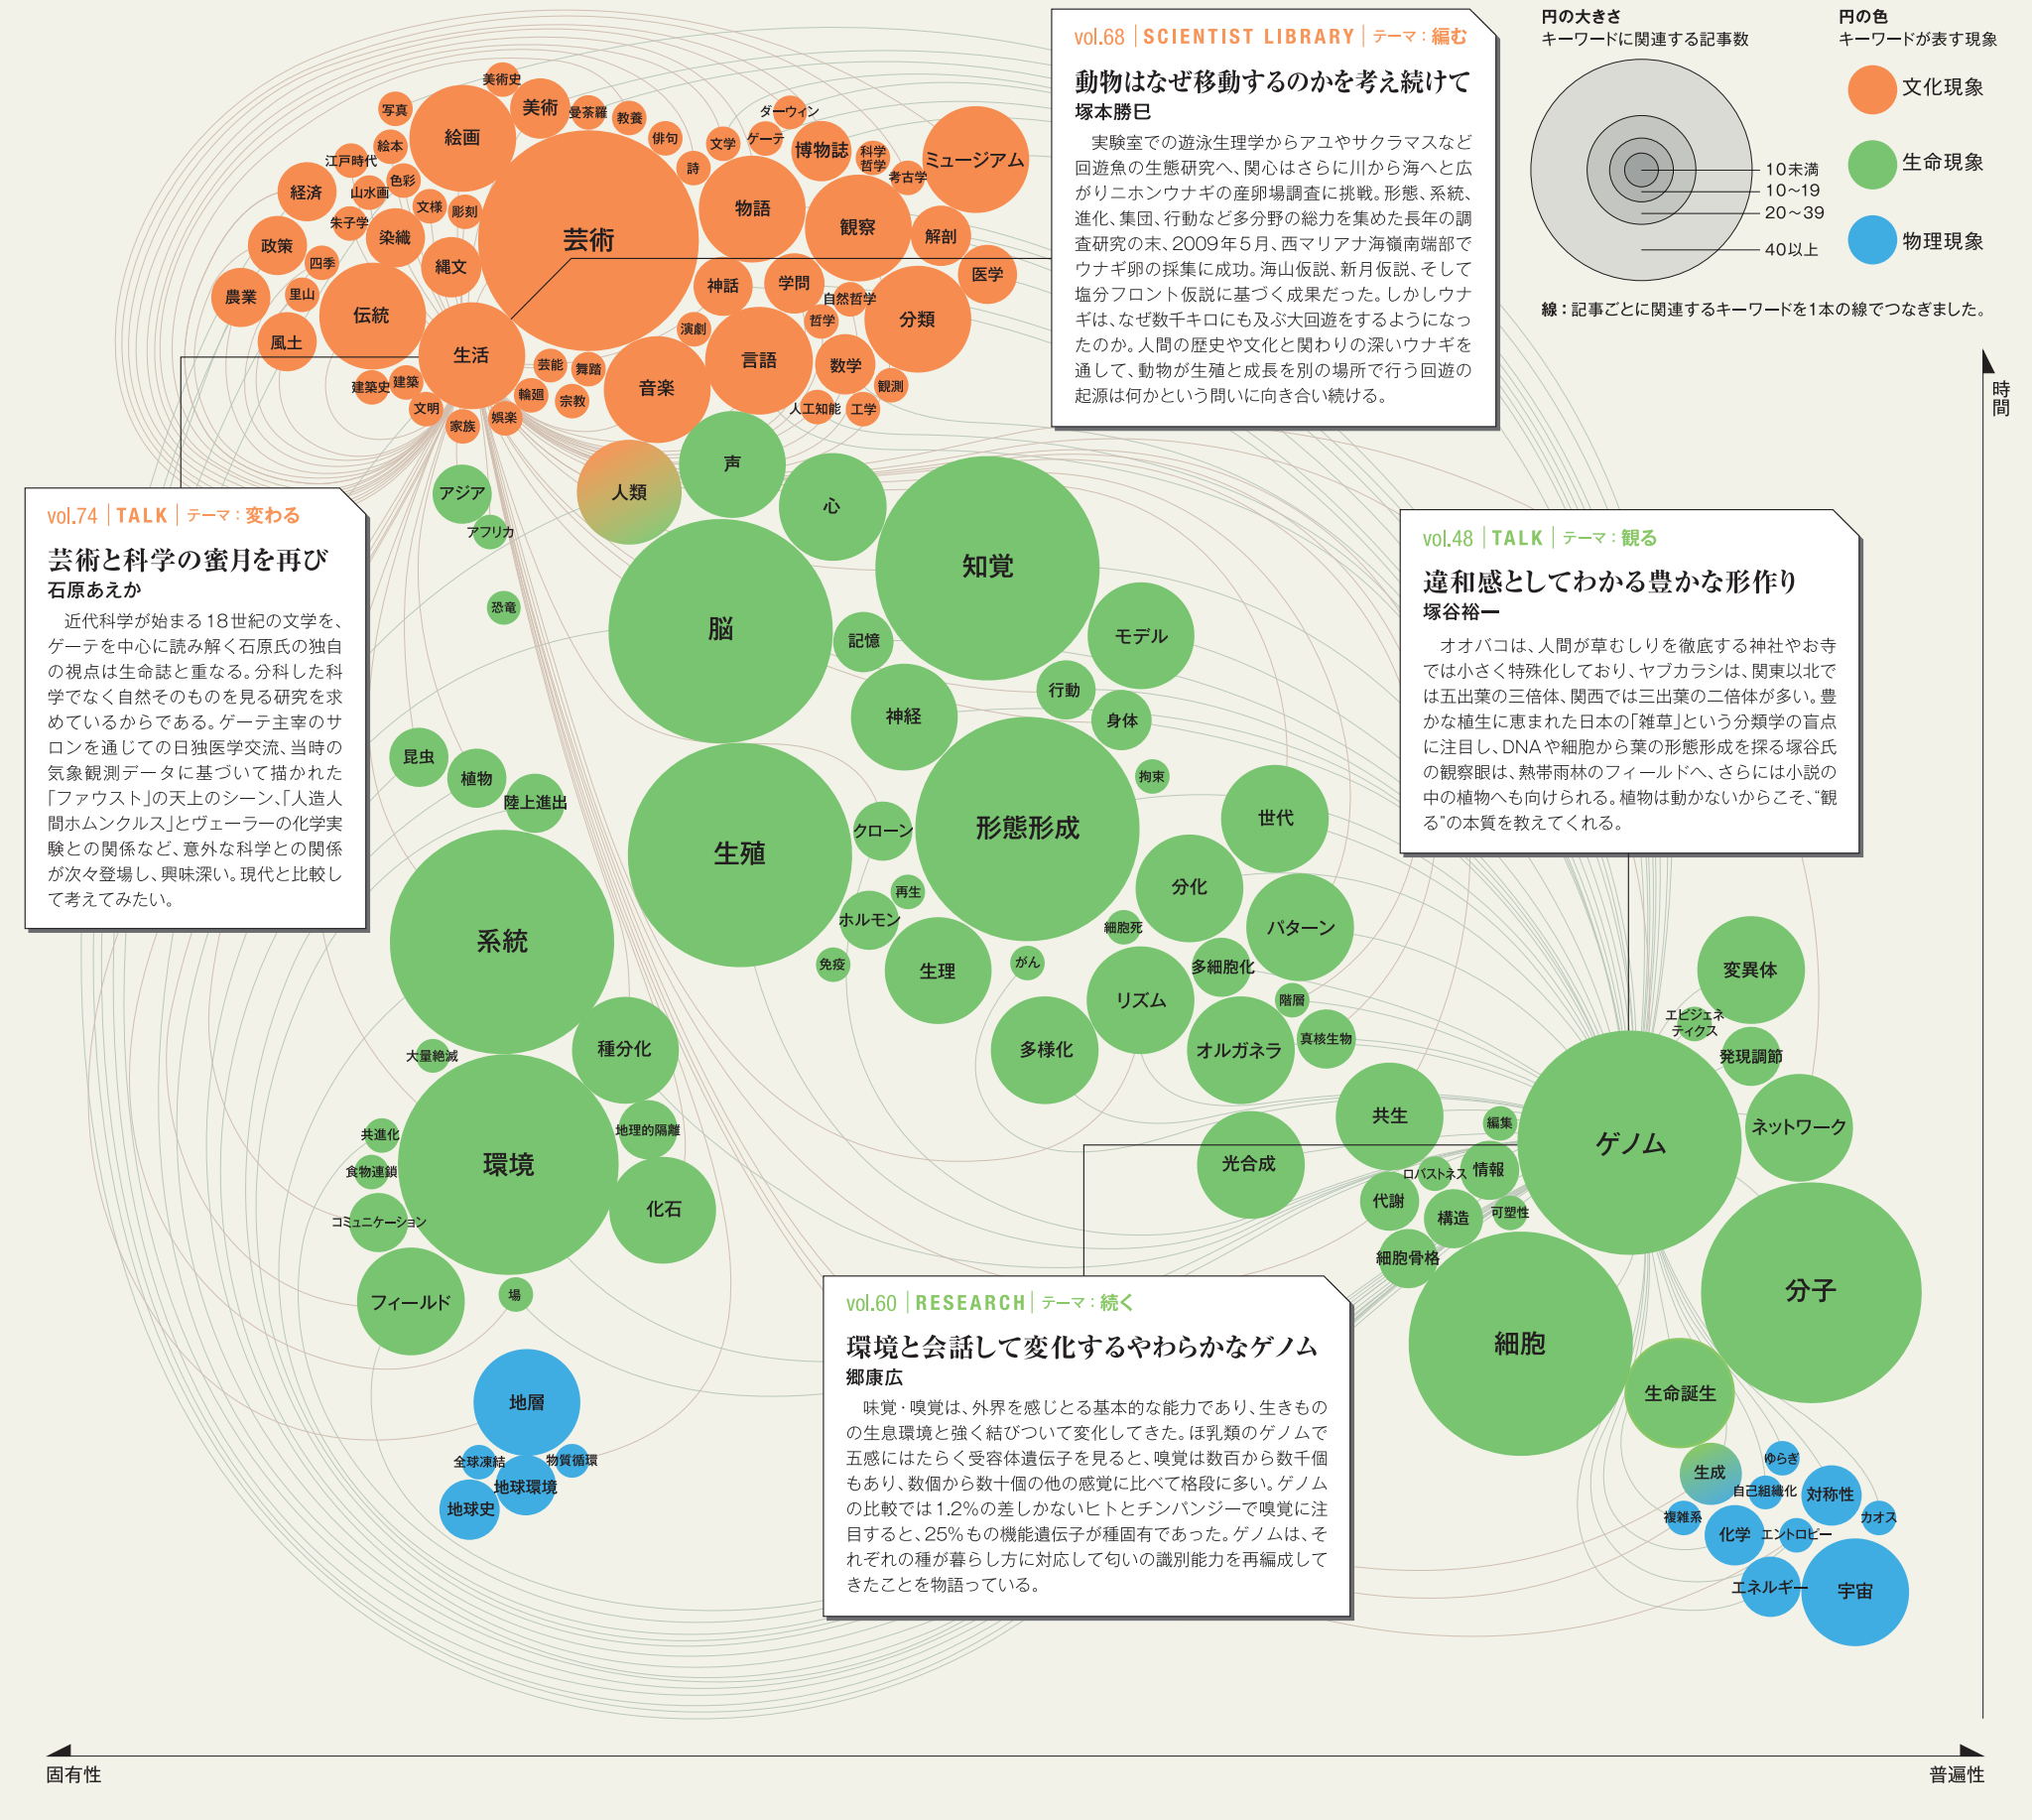 円の大きさ
キーワードに関連する記事数
10未満
10〜19
20〜39
40以上
円の色
キーワードが表す現象
文化現象
生命現象
物理現象
線：記事ごとに関連するキーワードを1本の線でつなぎました。
時間
固有性
普遍性
vol.68 SCIENTIST LIBRARY テーマ：編む
動物はなぜ移動するのかを考え続けて
塚本勝巳
実験室での遊泳生理学からアユやサクラマスなど
回遊魚の生態研究へ、関心はさらに川から海へと広
がりニホンウナギの産卵場調査に挑戦。形態、系統、
進化、集団、行動など多分野の総力を集めた長年の調
査研究の末、2009年5月、西マリアナ海嶺南端部で
ウナギ卵の採集に成功。海山仮説、新月仮説、そして
塩分フロント仮説に基づく成果だった。しかしウナ
ギは、なぜ数千キロにも及ぶ大回遊をするようになっ
たのか。人間の歴史や文化と関わりの深いウナギを
通して、動物が生殖と成長を別の場所で行う回遊の
起源は何かという問いに向き合い続ける。
vol.74 TALK テーマ：変わる
芸術と科学の蜜月を再び
石原あえか
近代科学が始まる18世紀の文学を、
ゲーテを中心に読み解く石原氏の独自
の視点は生命誌と重なる。分科した科
学でなく自然そのものを見る研究を求
めているからである。ゲーテ主宰のサ
ロンを通じての日独医学交流、当時の
気象観測データに基づいて描かれた
「ファウスト」の天上のシーン、「人造人
間ホムンクルス」とヴェーラーの化学実
験との関係など、意外な科学との関係
が次々登場し、興味深い。現代と比較し
て考えてみたい。
vol.48 TALK テーマ：観る
違和感としてわかる豊かな形作り
塚谷裕一
オオバコは、人間が草むしりを徹底する神社やお寺
では小さく特殊化しており、ヤブカラシは、関東以北で
は五出葉の三倍体、関西では三出葉の二倍体が多い。豊
かな植生に恵まれた日本の「雑草」という分類学の盲点
に注目し、DNAや細胞から葉の形態形成を探る塚谷氏
の観察眼は、熱帯雨林のフィールドへ、さらには小説の
中の植物へも向けられる。植物は動かないからこそ、“観
る”の本質を教えてくれる。
vol.60 RESEARCH テーマ：続く
環境と会話して変化するやわらかなゲノム
郷康広
味覚・嗅覚は、外界を感じとる基本的な能力であり、生きもの
の生息環境と強く結びついて変化してきた。ほ乳類のゲノムで
五感にはたらく受容体遺伝子を見ると、嗅覚は数百から数千個
もあり、数個から数十個の他の感覚に比べて格段に多い。ゲノム
の比較では1.2%の差しかないヒトとチンパンジーで嗅覚に注
目すると、25%もの機能遺伝子が種固有であった。ゲノムは、そ
れぞれの種が暮らし方に対応して匂いの識別能力を再編成して
きたことを物語っている。
美術史
写真
絵画
美術
曼荼羅
教養
俳句
詩
文学
ダーウィン
ゲーテ
博物誌
科学
哲学
考古学
ミュージアム
絵本
江戸時代
経済
山水画
色彩
文様
彫刻
朱子学
染織
芸術
物語
観察
解剖
政策
四季
縄文
医学
農業
里山
伝統
神話
学問
自然哲学
哲学
分類
風土
生活
演劇
言語
数学
観測
芸能
舞踏
音楽
建築史
建築
輪廻
宗教
人工知能
工学
文明
家族
娯楽
声
人類
心
アジア
アフリカ
知覚
恐竜
脳
記憶
モデル
行動
神経
身体
昆虫
植物
陸上進出
拘束
クローン
形態形成
世代
生殖
再生
分化
ホルモン
細胞死
パターン
系統
免疫
生理
がん
多細胞化
変異体
リズム
階層
エピジェネ
ティクス
大量絶滅
種分化
多様化
オルガネラ
真核生物
発現調節
共進化
地理的隔離
共生
編集
ゲノム
ネットワーク
食物連鎖
環境
光合成
ロバストネス
情報
コミュニケーション
化石
代謝
構造
可塑性
フィールド
場
細胞骨格
分子
細胞
地層
生命誕生
全球凍結
物質循環
地球環境
地球史
生成
ゆらぎ
自己組織化
対称性
複雑系
化学
エントロピー
カオス
エネルギー
宇宙